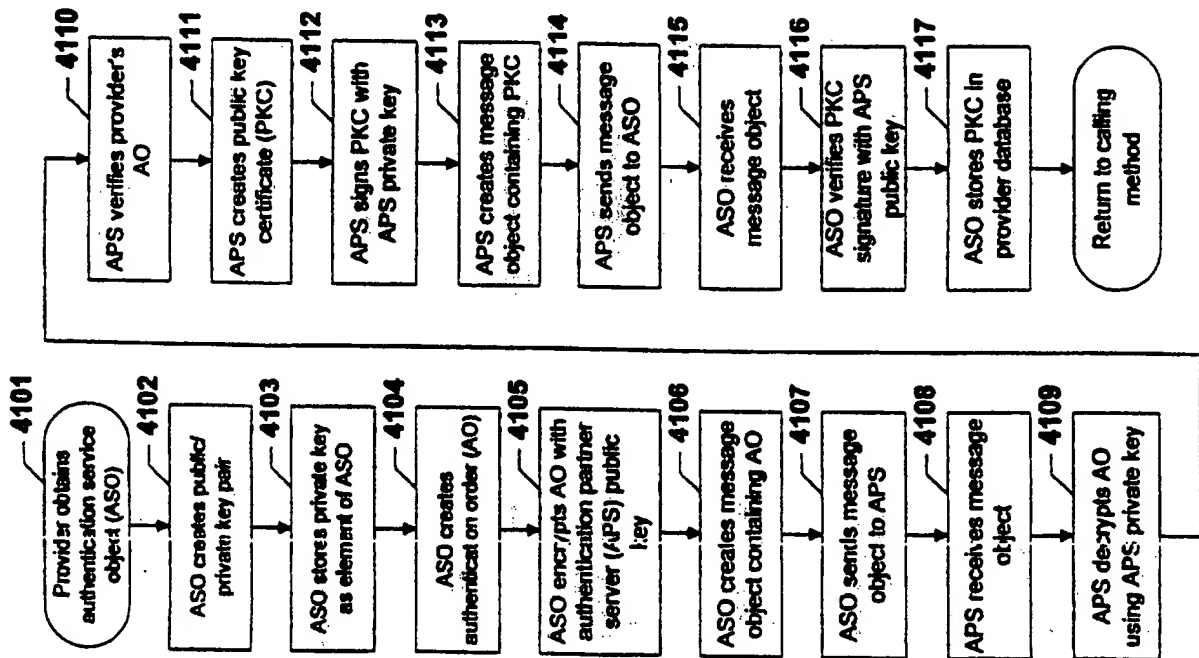 4101
Provider obtains
authentication service
object (ASO)
4102
ASO creates public/
private key pair
4103
ASO stores private key
as element of ASO
4104
ASO creates
authentication order (AO)
4105
ASO encrypts AO with
authentication partner
server (APS) public
key
4106
ASO creates message
object containing AO
4107
ASO sends message
object to APS
4108
APS receives message
object
4109
APS decrypts AO
using APS private key
4110
APS verifies provider's
AO
4111
APS creates public key
certificate (PKC)
4112
APS signs PKC with
APS private key
4113
APS creates message
object containing PKC
4114
APS sends message
object to ASO
4115
ASO receives
message object
4116
ASO verifies PKC
signature with APS
public key
4117
ASO stores PKC in
provider database
Return to calling
method